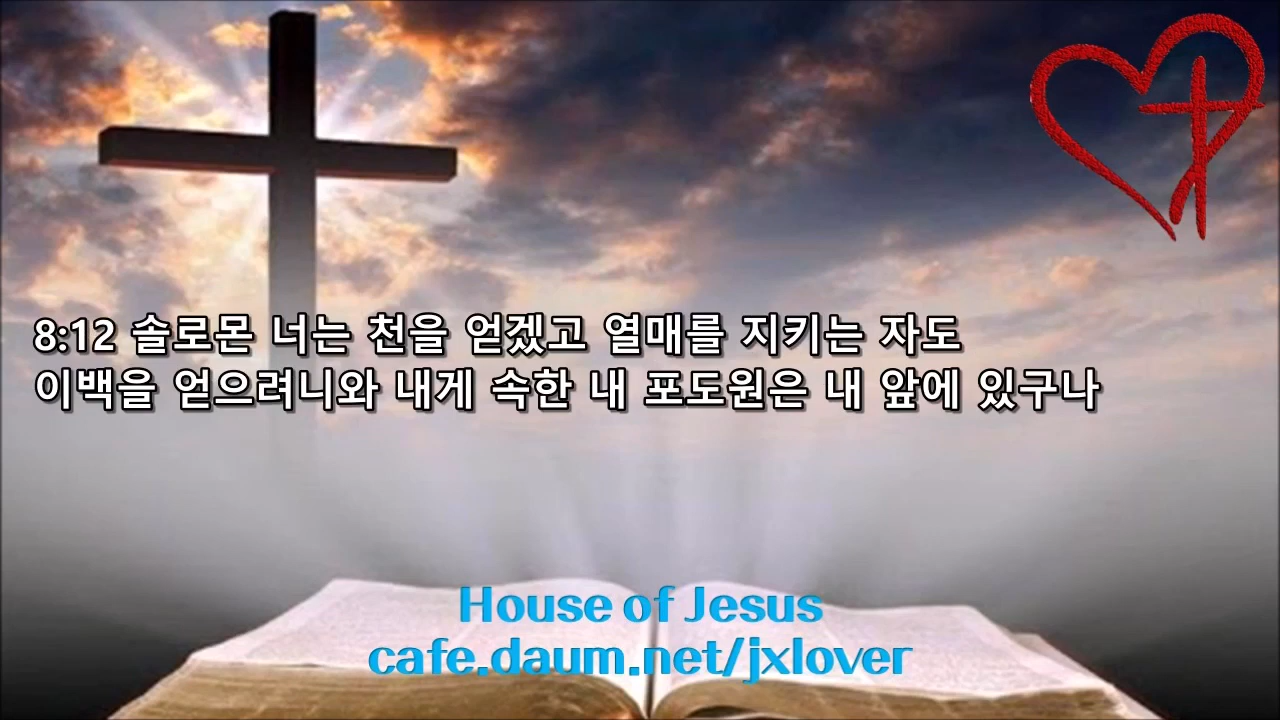 8:12 솔로몬 너는 천을 얻겠고 열매를 지키는 자도
이백을 얻으려니와 내게 속한 내 포도원은 내 앞에 있구나
House of Jesus
cafe.daum.net/jxlover